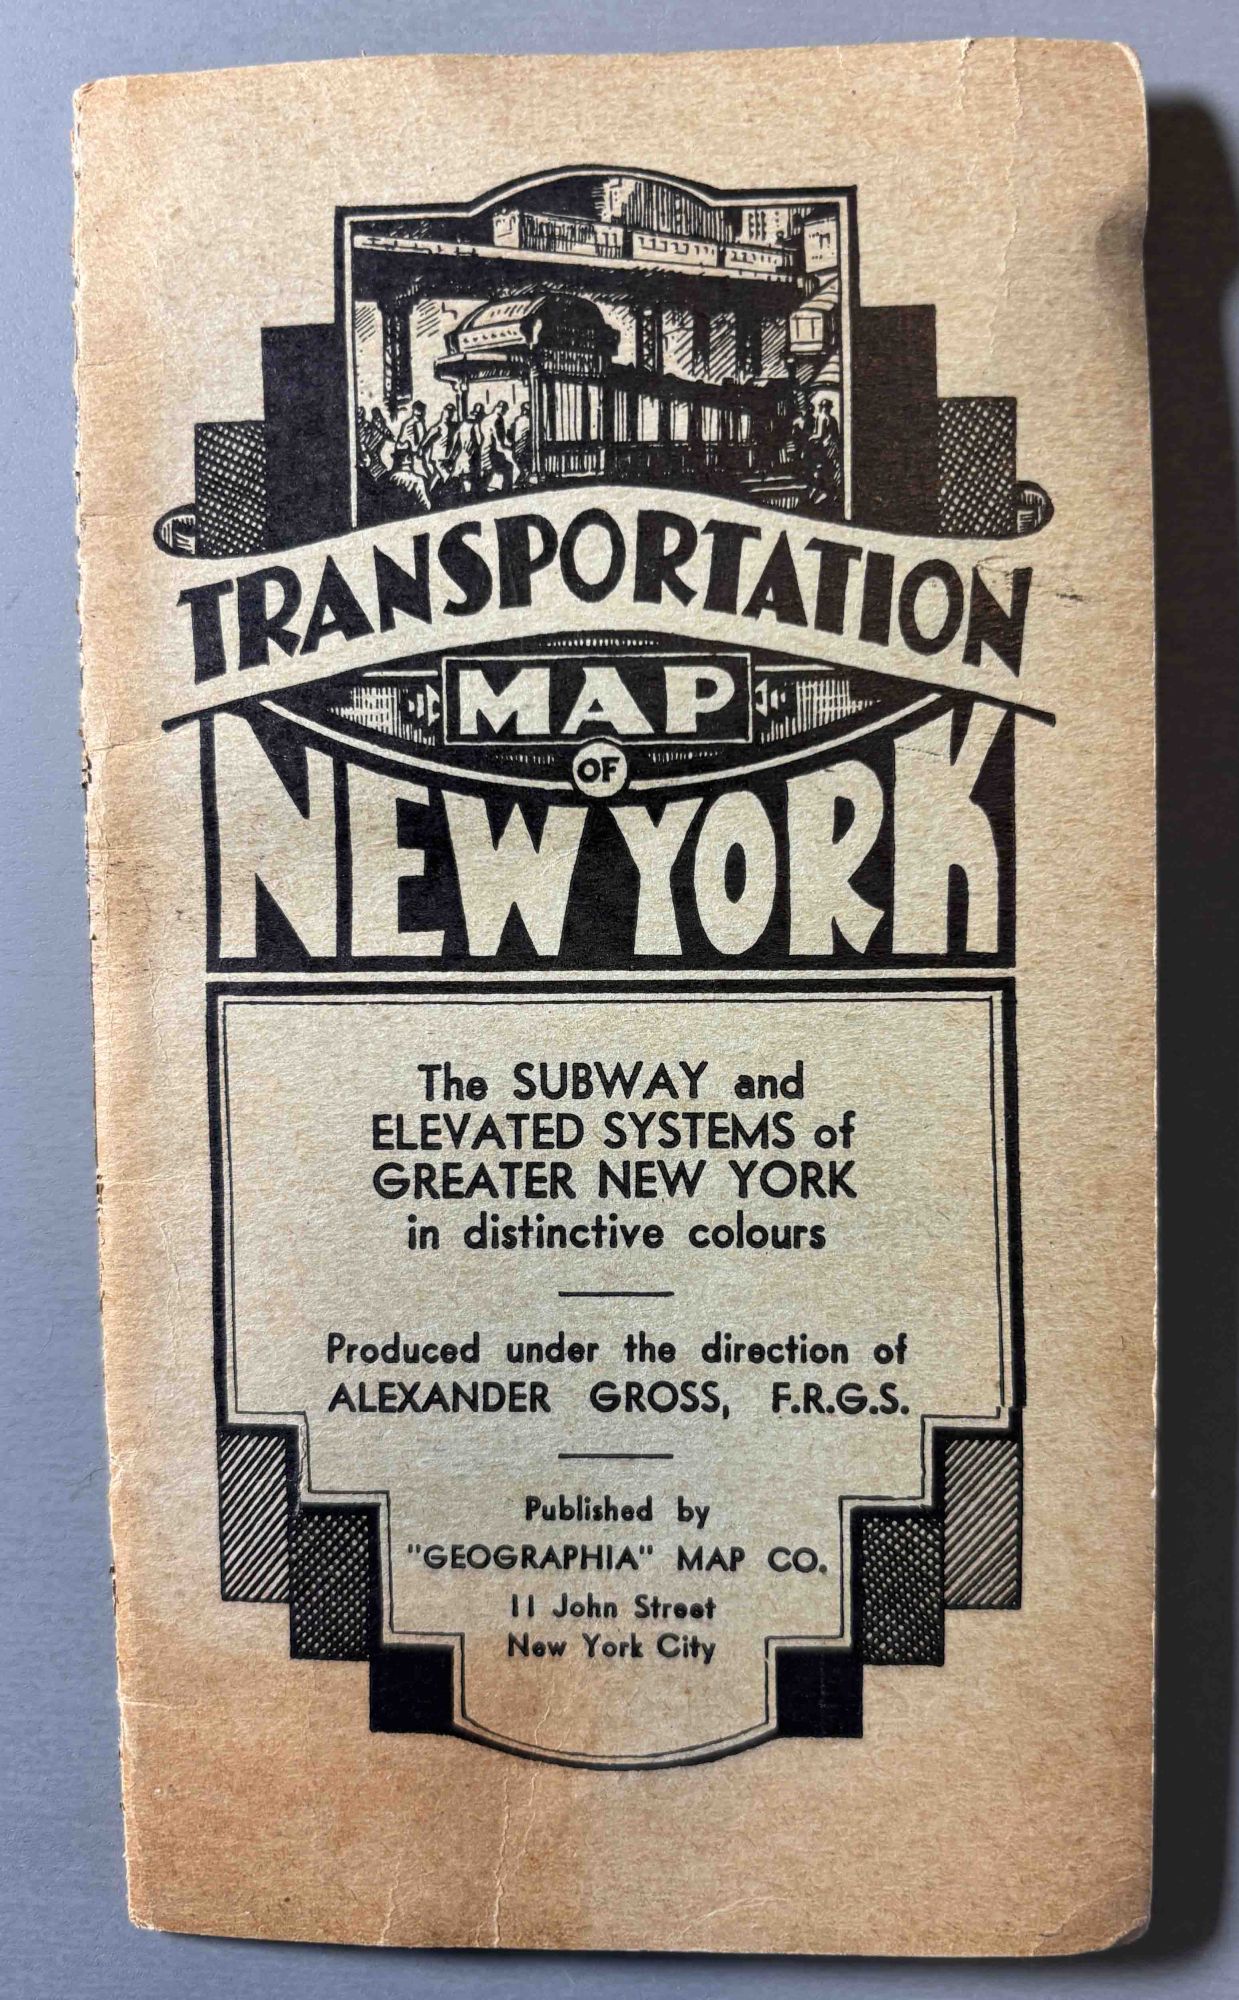 TRANSPORTATION
MAP
OF
NEW YORK
The SUBWAY and
ELEVATED SYSTEMS of
GREATER NEW YORK
in distinctive colours
Produced under the direction of
ALEXANDER GROSS, F.R.G.S.
Published by
"GEOGRAPHIA" MAP CO.
11 John Street
New York City